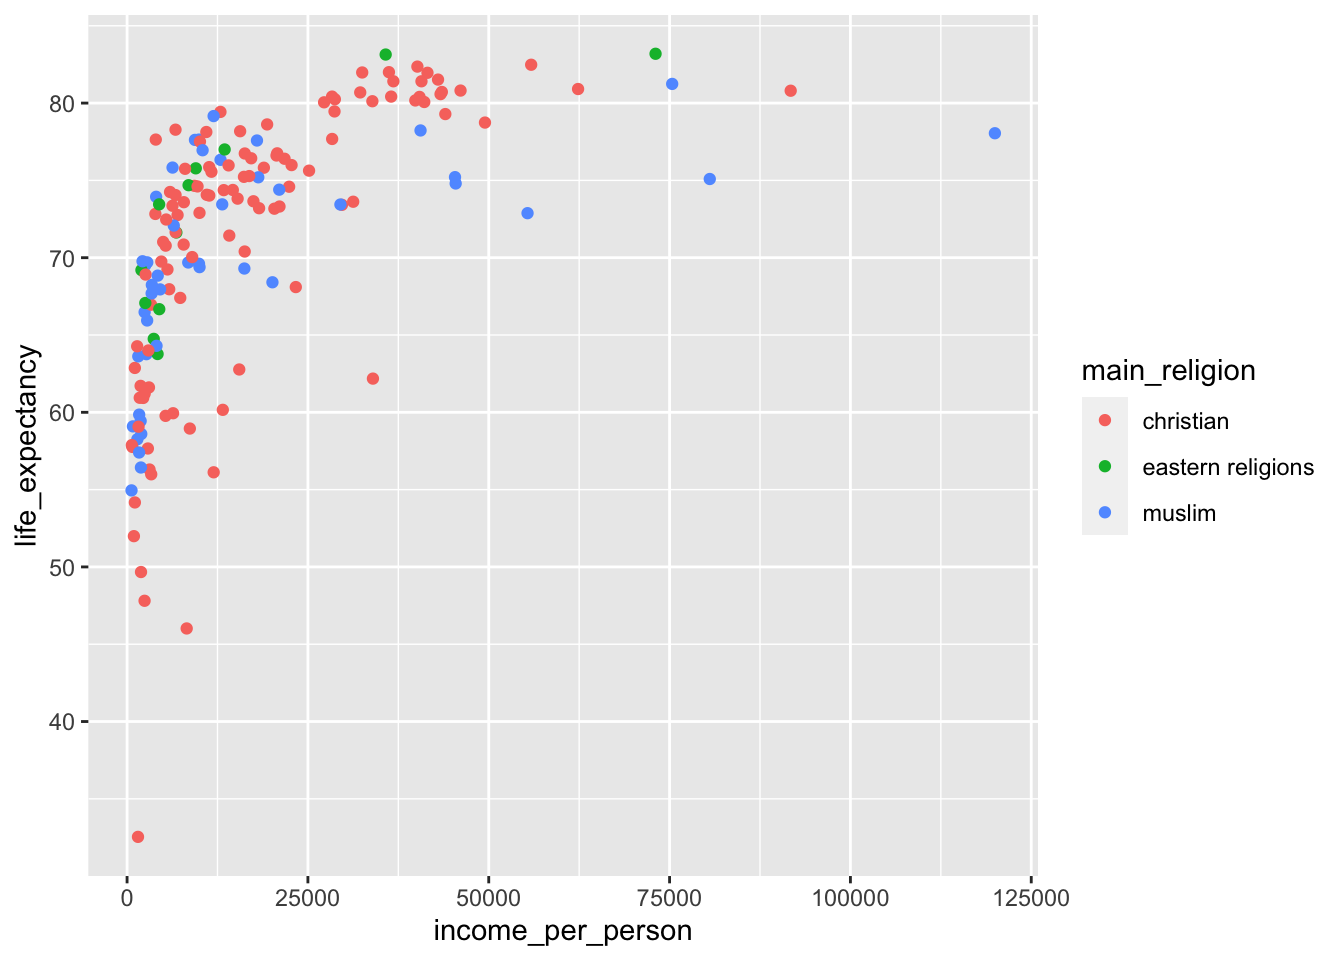 80
70
60
50
40
life_expectancy
0
25000
50000
75000
100000
125000
income_per_person
main_religion
christian
eastern religions
muslim